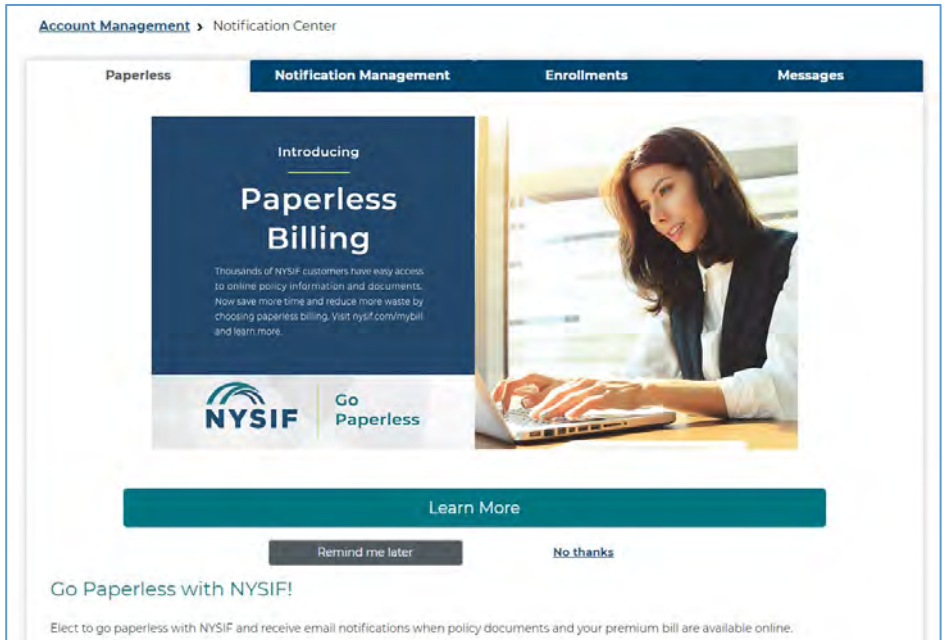 Account Management > Notification Center
Paperless Notification Management Enrollments Messages
Introducing
Paperless
Billing
Thousands of NYSIF customers have easy access
to online policy information and documents.
Now save more time and reduce more waste by
choosing paperless billing. Visit nysif.com/mybill
and learn more.
NYSIF
Go
Paperless
Learn More
Remind me later No thanks
Go Paperless with NYSIF!
Elect to go paperless with NYSIF and receive email notifications when policy documents and your premium bill are available online.